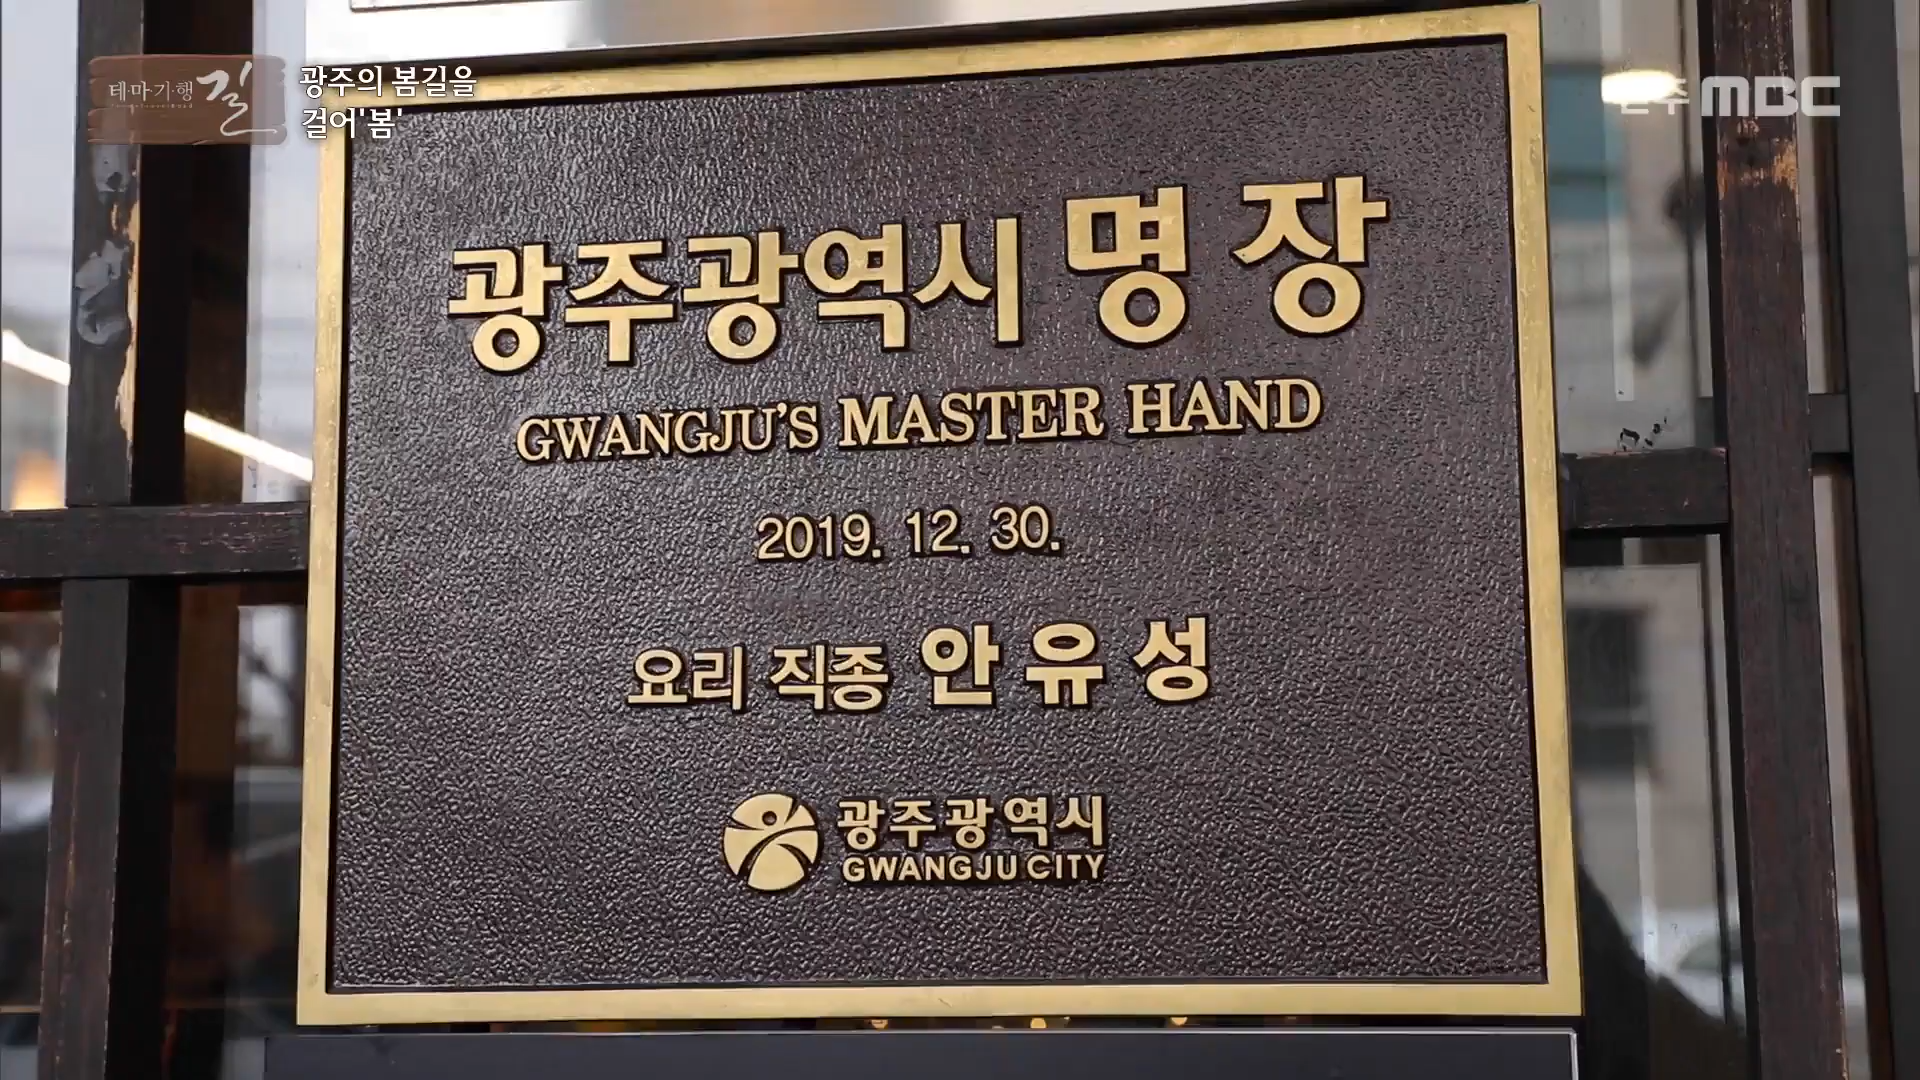 테·마·기·행 길
광주의 봄길을
걸어'봄'
광주 MBC
광주광역시 명장
GWANGJU'S MASTER HAND
2019. 12. 30.
요리 직종 안유성
광주광역시
GWANGJU CITY